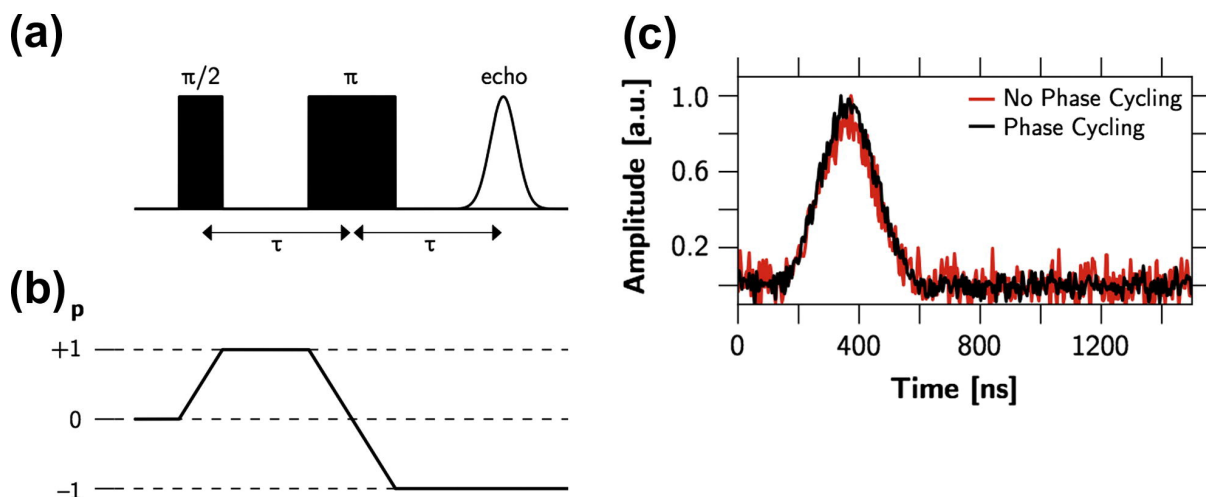 (a)
π/2 π echo
τ τ
(b)
p
+1
0
−1
(c)
No Phase Cycling
Phase Cycling
Amplitude [a.u.]
1.0
0.6
0.2
0 400 800 1200
Time [ns]